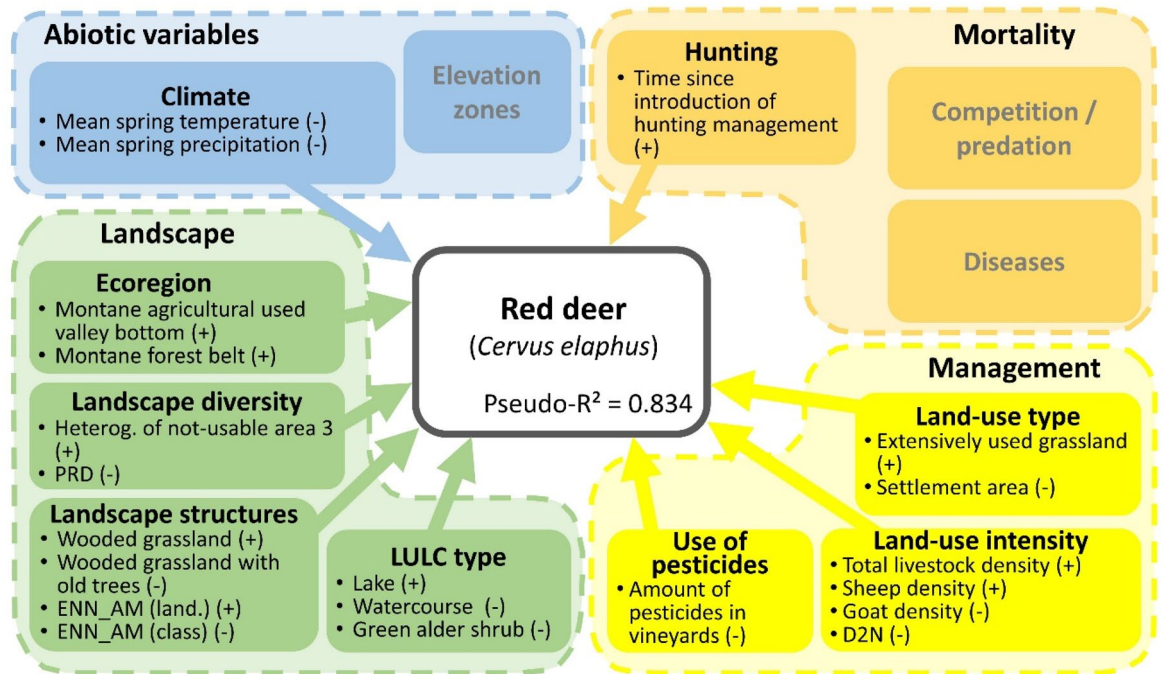 Abiotic variables
Climate
• Mean spring temperature (-)
• Mean spring precipitation (-)
Elevation
zones
Mortality
Hunting
• Time since
introduction of
hunting management
(+)
Competition /
predation
Diseases
Landscape
Ecoregion
• Montane agricultural used
valley bottom (+)
• Montane forest belt (+)
Landscape diversity
• Heterog. of not-usable area 3
(+)
• PRD (-)
Landscape structures
• Wooded grassland (+)
• Wooded grassland with
old trees (-)
• ENN_AM (land.) (+)
• ENN_AM (class) (-)
LULC type
• Lake (+)
• Watercourse (-)
• Green alder shrub (-)
Red deer
(Cervus elaphus)
Pseudo-R² = 0.834
Management
Land-use type
• Extensively used grassland
(+)
• Settlement area (-)
Use of
pesticides
• Amount of
pesticides in
vineyards (-)
Land-use intensity
• Total livestock density (+)
• Sheep density (+)
• Goat density (-)
• D2N (-)